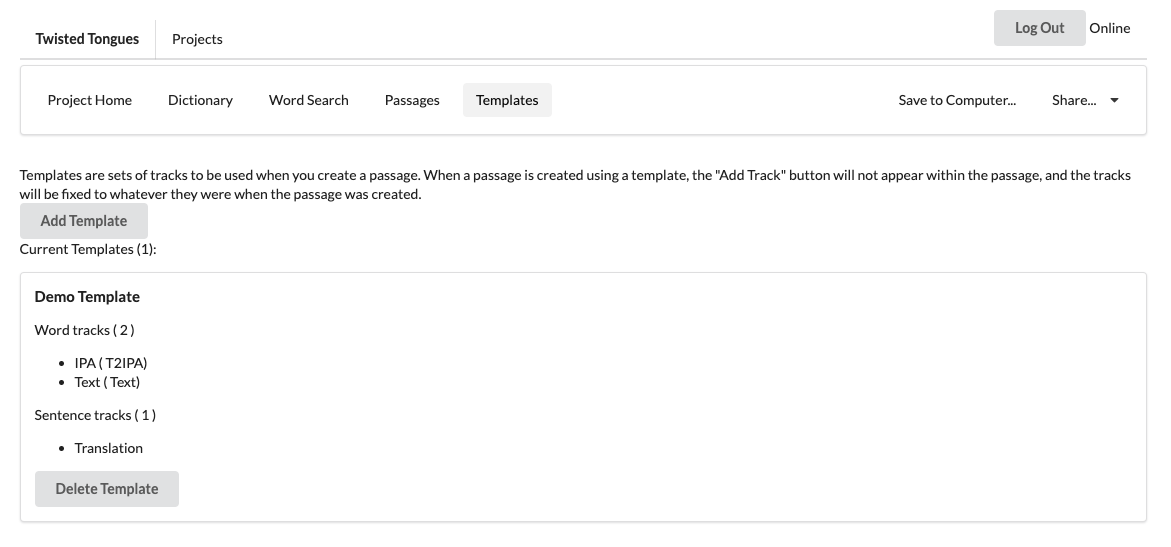 Twisted Tongues Projects Log Out Online
Project Home Dictionary Word Search Passages Templates Save to Computer... Share...
Templates are sets of tracks to be used when you create a passage. When a passage is created using a template, the "Add Track" button will not appear within the passage, and the tracks
will be fixed to whatever they were when the passage was created.
Add Template
Current Templates (1):
Demo Template
Word tracks ( 2 )
• IPA ( T2IPA)
• Text ( Text)
Sentence tracks ( 1 )
• Translation
Delete Template